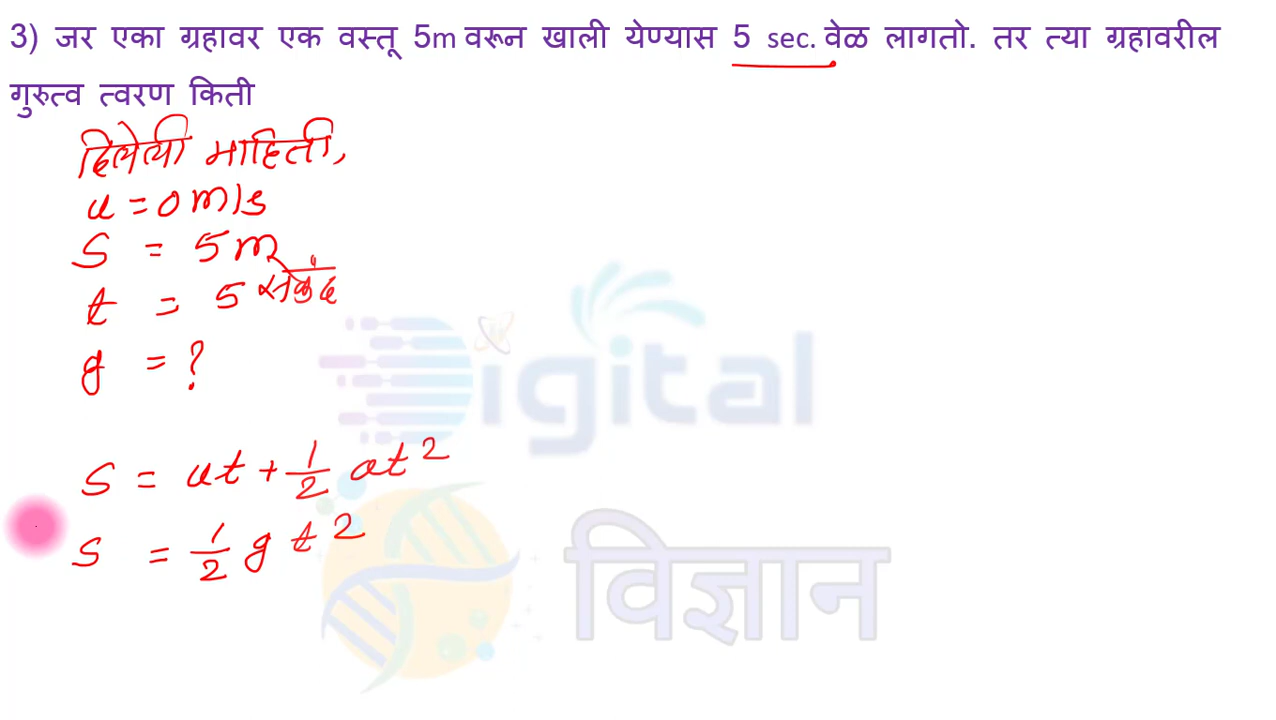 3) जर एका ग्रहावर एक वस्तू 5m वरून खाली येण्यास 5 sec. वेळ लागतो. तर त्या ग्रहावरील
गुरुत्व त्वरण किती
दिलेली माहिती,
u = 0 m/s
S = 5 m
t = 5 सेकंद
g = ?
S = ut + 1/2 at²
S = 1/2 g t²
Digital
विज्ञान